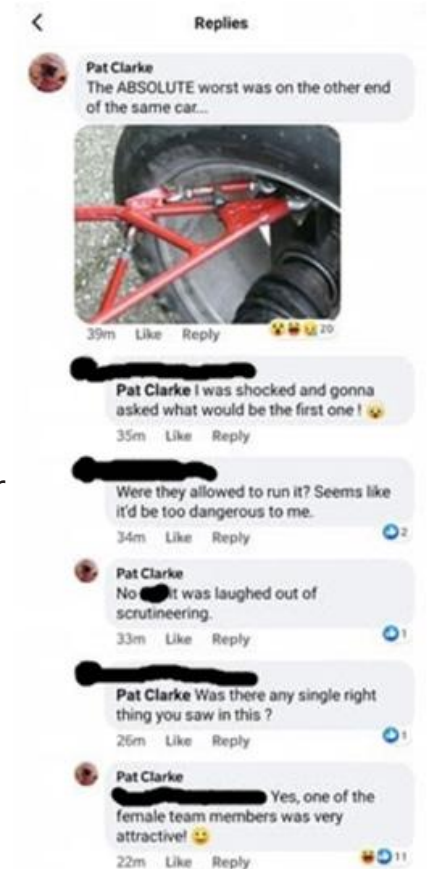 Replies
Pat Clarke
The ABSOLUTE worst was on the other end
of the same car...
39m Like Reply 20
Pat Clarke I was shocked and gonna
asked what would be the first one !
35m Like Reply
Were they allowed to run it? Seems like
it'd be too dangerous to me.
34m Like Reply 2
Pat Clarke
No it was laughed out of
scrutineering.
33m Like Reply 1
Pat Clarke Was there any single right
thing you saw in this ?
26m Like Reply 1
Pat Clarke
Yes, one of the
female team members was very
attractive!
22m Like Reply 11